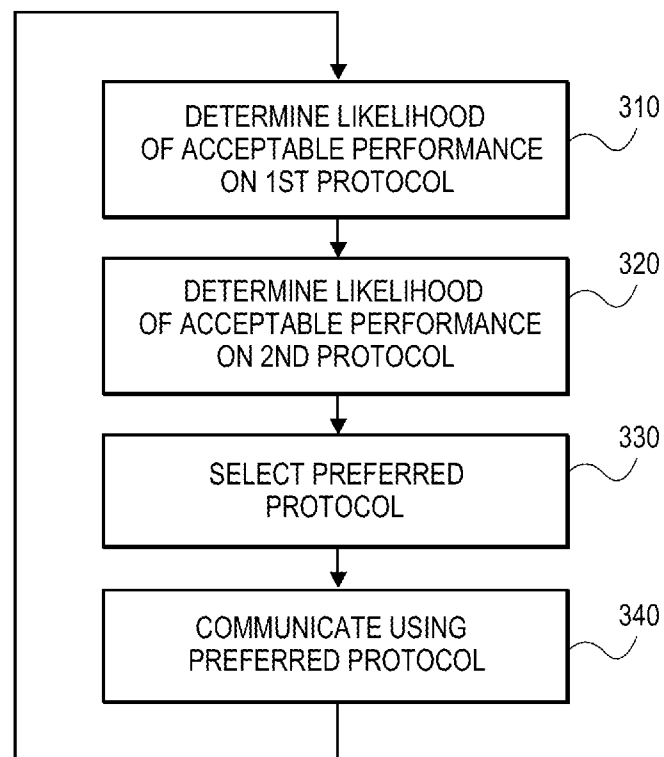 DETERMINE LIKELIHOOD
OF ACCEPTABLE PERFORMANCE
ON 1ST PROTOCOL
310
DETERMINE LIKELIHOOD
OF ACCEPTABLE PERFORMANCE
ON 2ND PROTOCOL
320
SELECT PREFERRED
PROTOCOL
330
COMMUNICATE USING
PREFERRED PROTOCOL
340